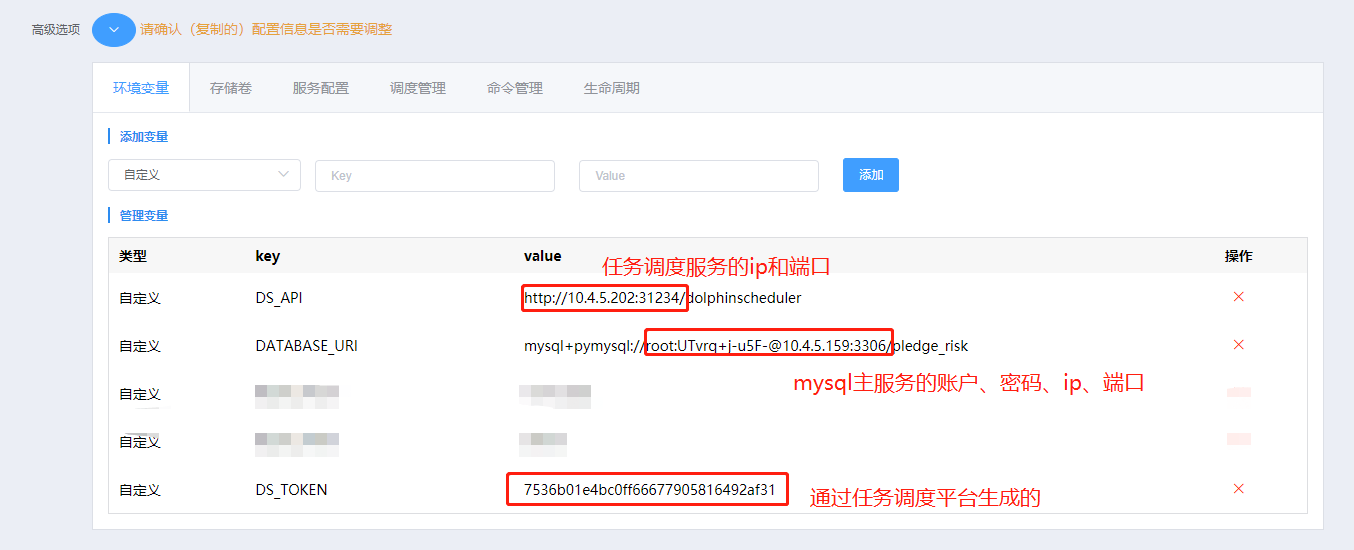 高级选项 请确认（复制的）配置信息是否需要调整
环境变量 存储卷 服务配置 调度管理 命令管理 生命周期
添加变量
自定义 Key Value 添加
管理变量
类型 key value 操作
任务调度服务的ip和端口
自定义 DS_API http://10.4.5.202:31234/dolphinscheduler
自定义 DATABASE_URI mysql+pymysql://root:UTvrq+j-u5F-@10.4.5.159:3306/pledge_risk
mysql主服务的账户、密码、ip、端口
自定义
自定义
自定义 DS_TOKEN 7536b01e4bc0ff66677905816492af31
通过任务调度平台生成的